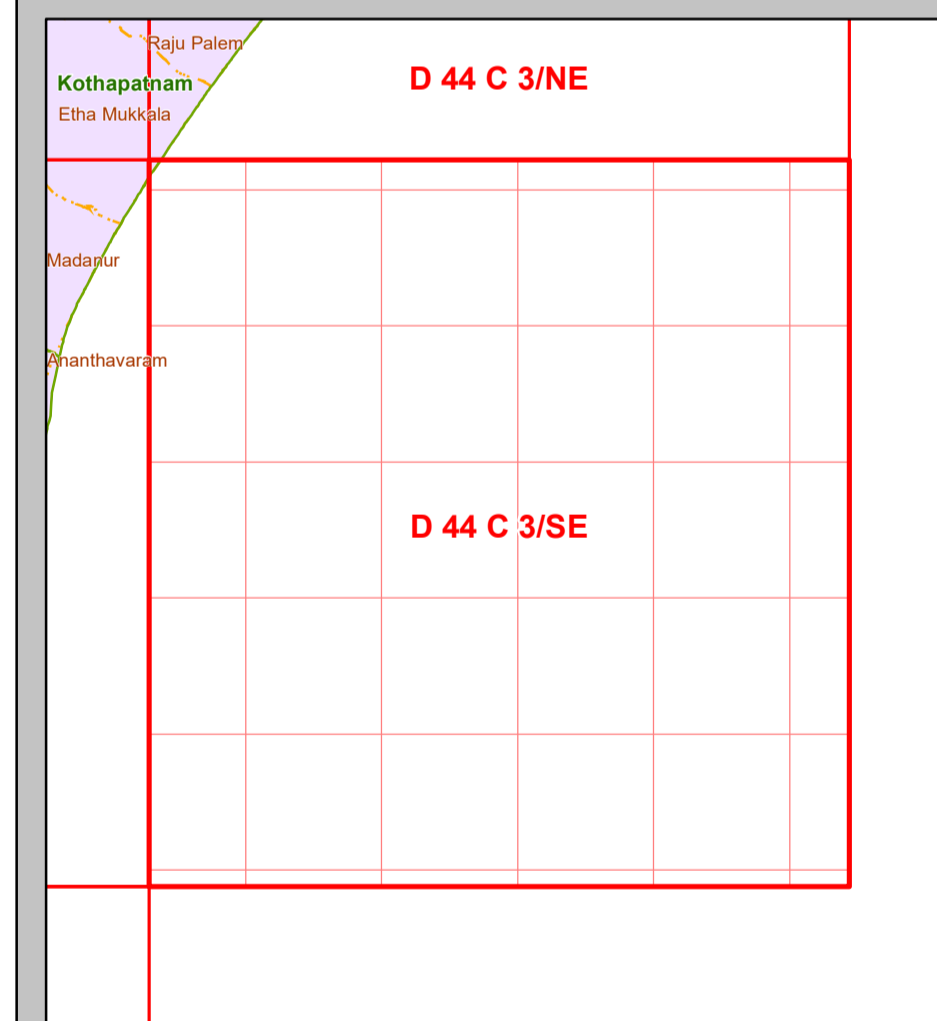 Raju Palem
D 44 C 3/NE
Kothapatnam
Etha Mukkala
Madanur
Ananthavaram
D 44 C 3/SE